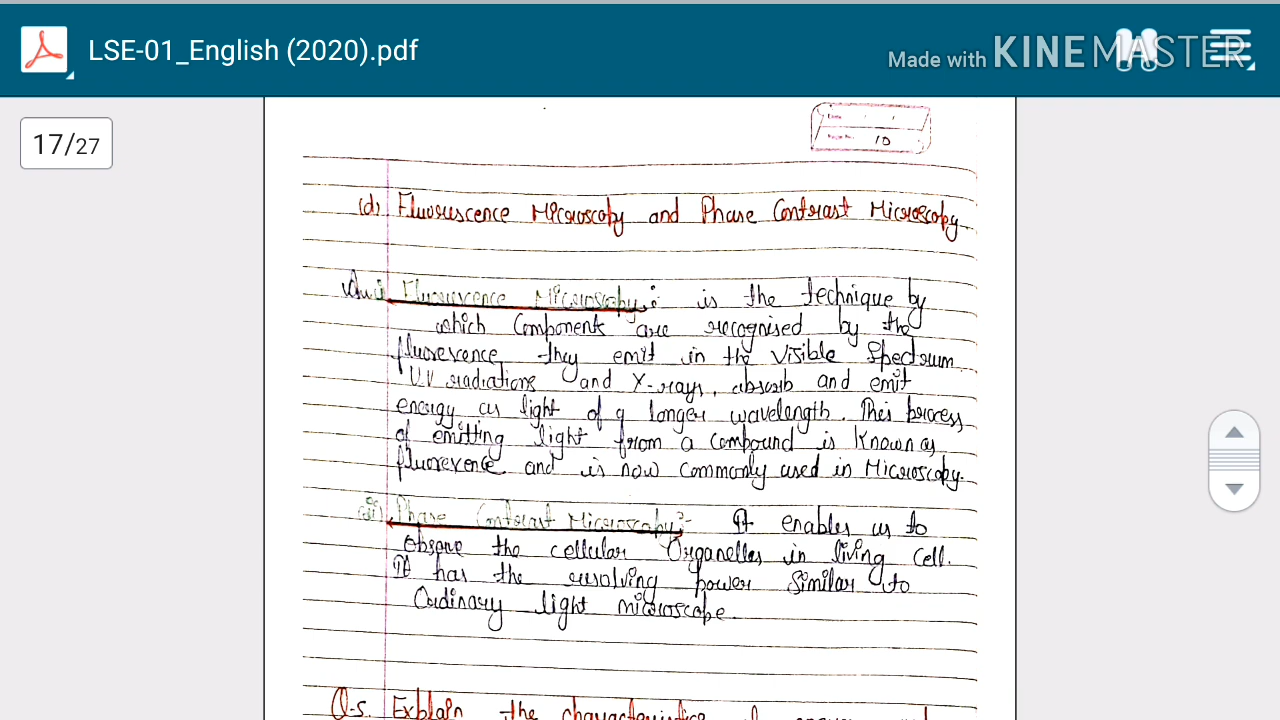 LSE-01_English (2020).pdf
Made with KINEMASTER
17/27
10
(d) Fluorescence Microscopy and Phase Contrast Microscopy.
Ans i) Fluorescence Microscopy: is the technique by
which Components are recognised by the
fluorescence they emit in the visible Spectrum
UV radiations and X-rays, absorb and emit
energy as light of a longer wavelength. This process
of emitting light from a compound is known as
fluorevence and is now commonly used in Microscopy.
(ii) Phase Contrast Microscopy:- It enables us to
observe the cellular Organelles in living cell.
It has the resolving power Similar to
Ordinary light microscope.
Q-5. Explain the characteristics of